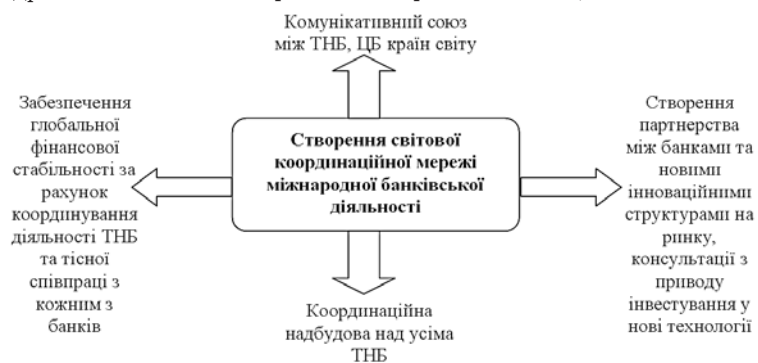 Комунікативний союз
між ТНБ, ЦБ країн світу
Забезпечення
глобальної
фінансової
стабільності за
рахунок
координування
діяльності ТНБ
та тісної
співпраці з
кожним з
банків
Створення світової
координаційної мережі
міжнародної банківської
діяльності
Створення
партнерства
між банками та
новими
інноваційними
структурами на
ринку,
консультації з
приводу
інвестування у
нові технології
Координаційна
надбудова над усіма
ТНБ